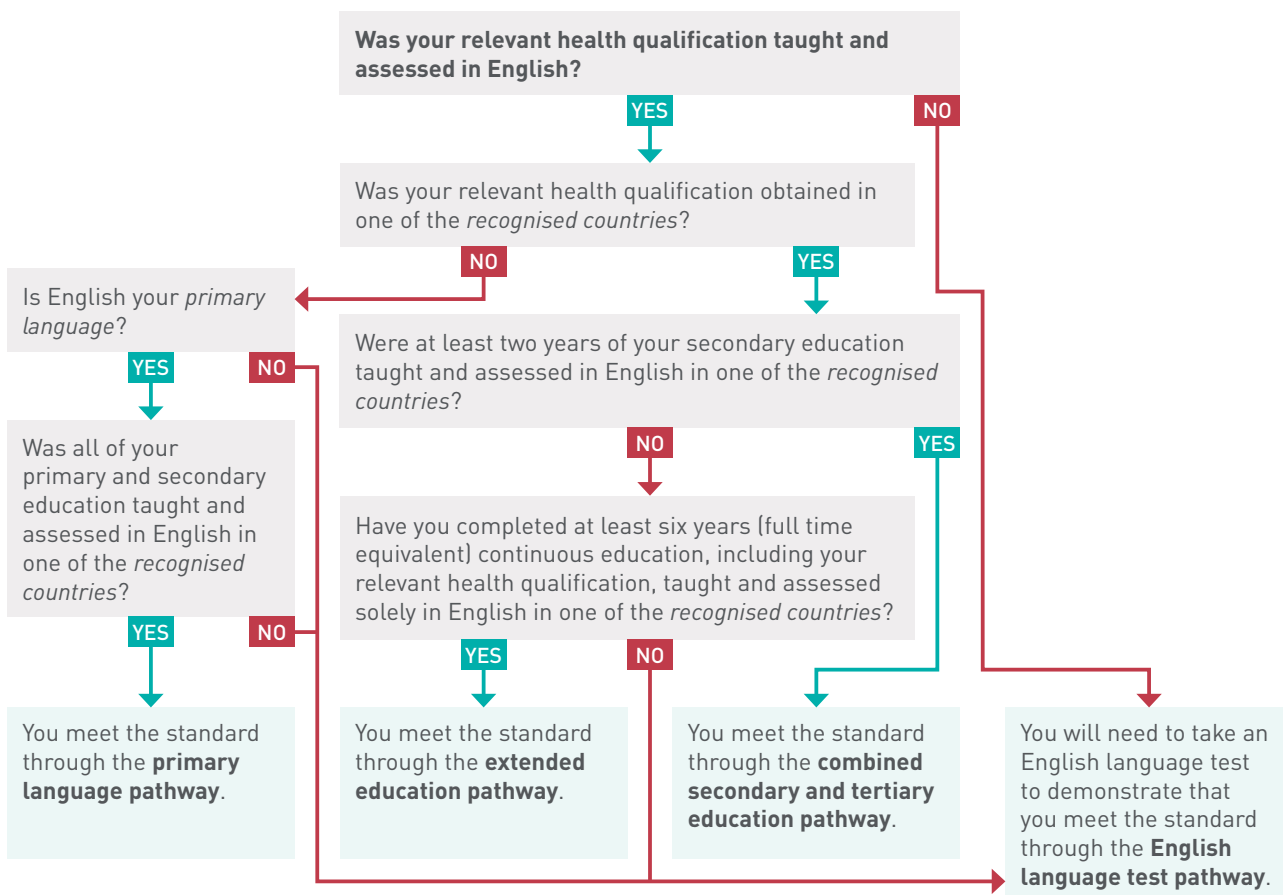 Was your relevant health qualification taught and
assessed in English?
YES
NO
Was your relevant health qualification obtained in
one of the recognised countries?
NO
YES
Is English your primary
language?
YES
NO
Were at least two years of your secondary education
taught and assessed in English in one of the recognised
countries?
NO
YES
Was all of your
primary and secondary
education taught and
assessed in English in
one of the recognised
countries?
YES
NO
Have you completed at least six years (full time
equivalent) continuous education, including your
relevant health qualification, taught and assessed
solely in English in one of the recognised countries?
YES
NO
You meet the standard
through the primary
language pathway.
You meet the standard
through the extended
education pathway.
You meet the standard
through the combined
secondary and tertiary
education pathway.
You will need to take an
English language test
to demonstrate that
you meet the standard
through the English
language test pathway.